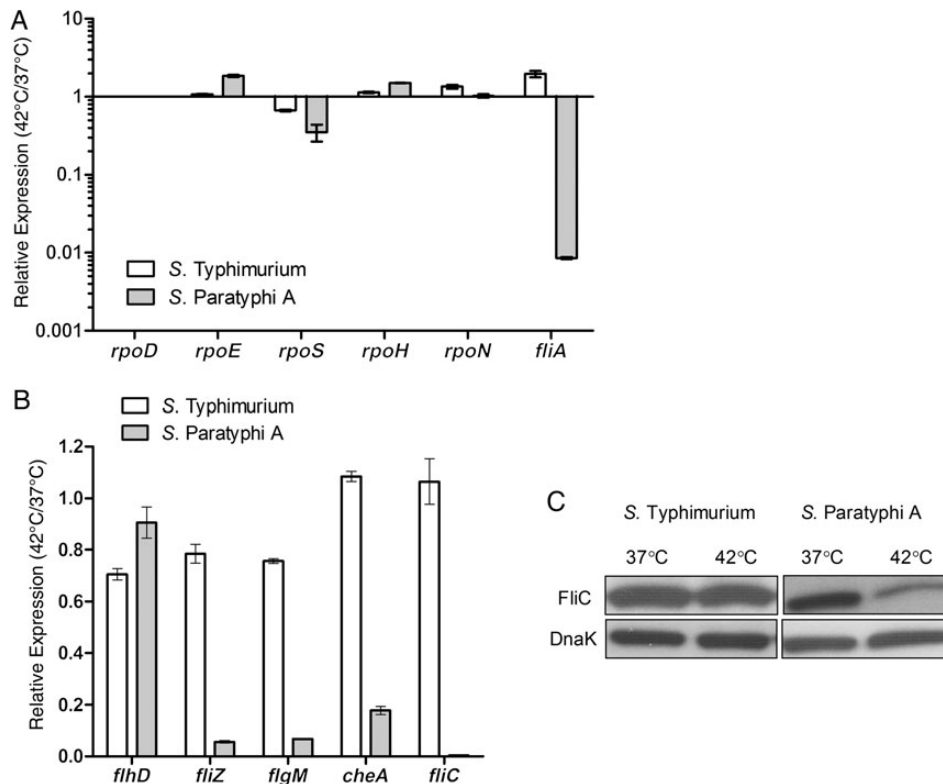 A
Relative Expression (42°C/37°C)
10
1
0.1
0.01
0.001
S. Typhimurium
S. Paratyphi A
rpoD rpoE rpoS rpoH rpoN fliA
B
S. Typhimurium
S. Paratyphi A
Relative Expression (42°C/37°C)
1.2
1.0
0.8
0.6
0.4
0.2
0.0
flhD fliZ flgM cheA fliC
C
S. Typhimurium S. Paratyphi A
37°C 42°C 37°C 42°C
FliC
DnaK